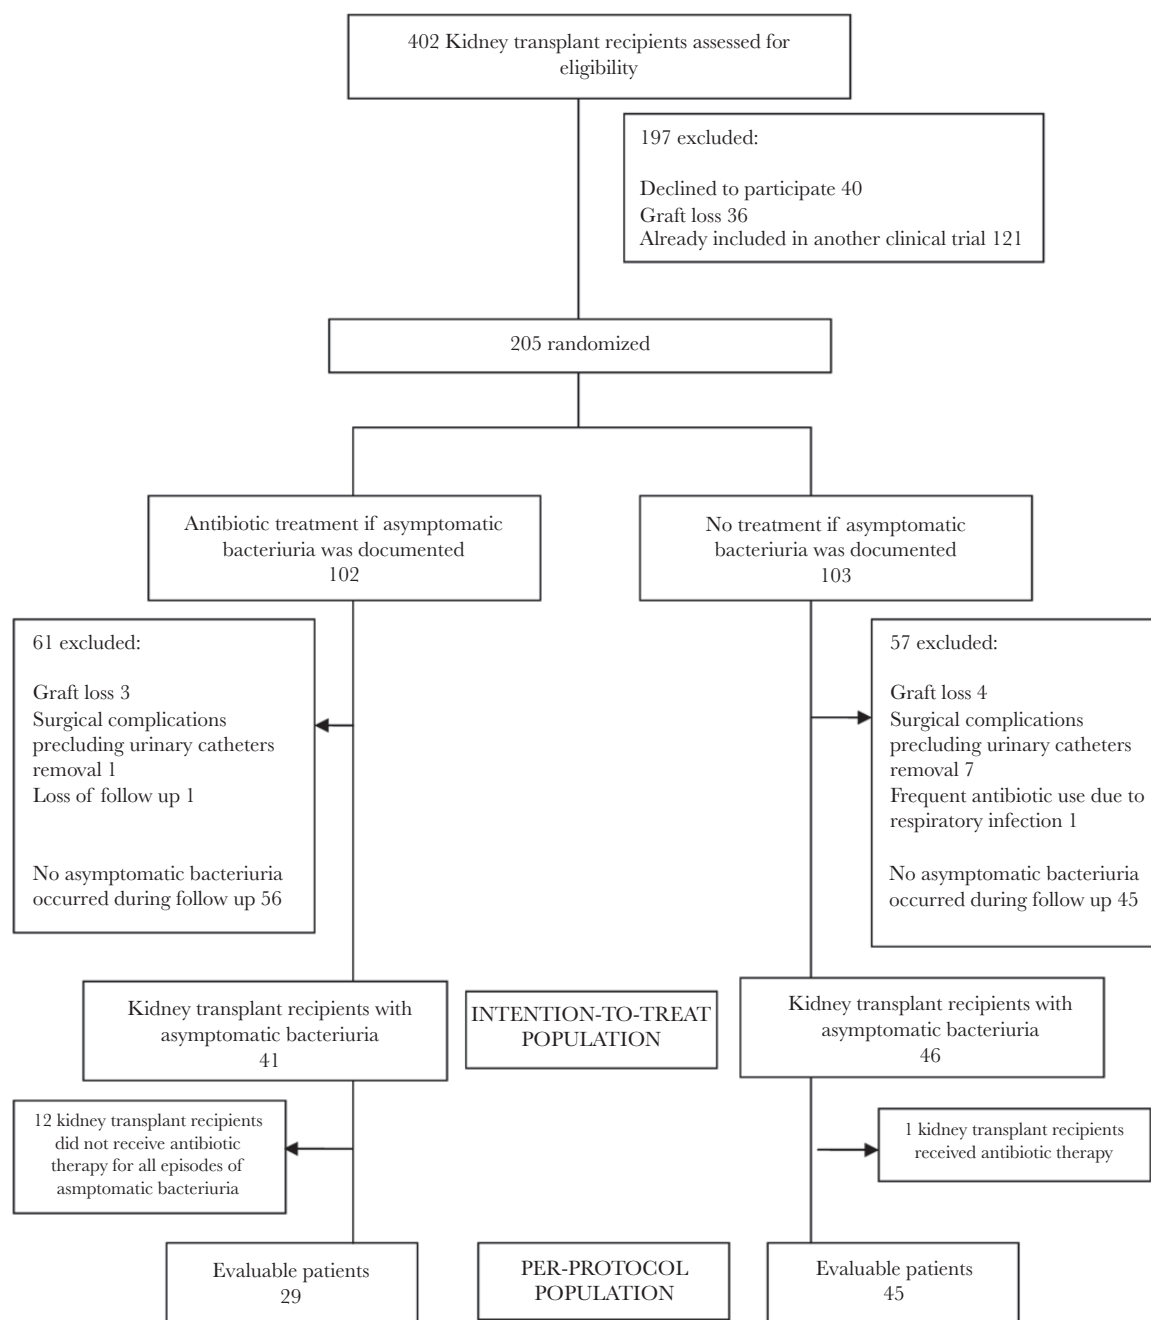 402 Kidney transplant recipients assessed for
eligibility
197 excluded:
Declined to participate 40
Graft loss 36
Already included in another clinical trial 121
205 randomized
Antibiotic treatment if asymptomatic
bacteriuria was documented
102
No treatment if asymptomatic
bacteriuria was documented
103
61 excluded:
Graft loss 3
Surgical complications
precluding urinary catheters
removal 1
Loss of follow up 1
No asymptomatic bacteriuria
occurred during follow up 56
57 excluded:
Graft loss 4
Surgical complications
precluding urinary catheters
removal 7
Frequent antibiotic use due to
respiratory infection 1
No asymptomatic bacteriuria
occurred during follow up 45
Kidney transplant recipients with
asymptomatic bacteriuria
41
INTENTION-TO-TREAT
POPULATION
Kidney transplant recipients with
asymptomatic bacteriuria
46
12 kidney transplant recipients
did not receive antibiotic
therapy for all episodes of
asmptomatic bacteriuria
1 kidney transplant recipients
received antibiotic therapy
Evaluable patients
29
PER-PROTOCOL
POPULATION
Evaluable patients
45